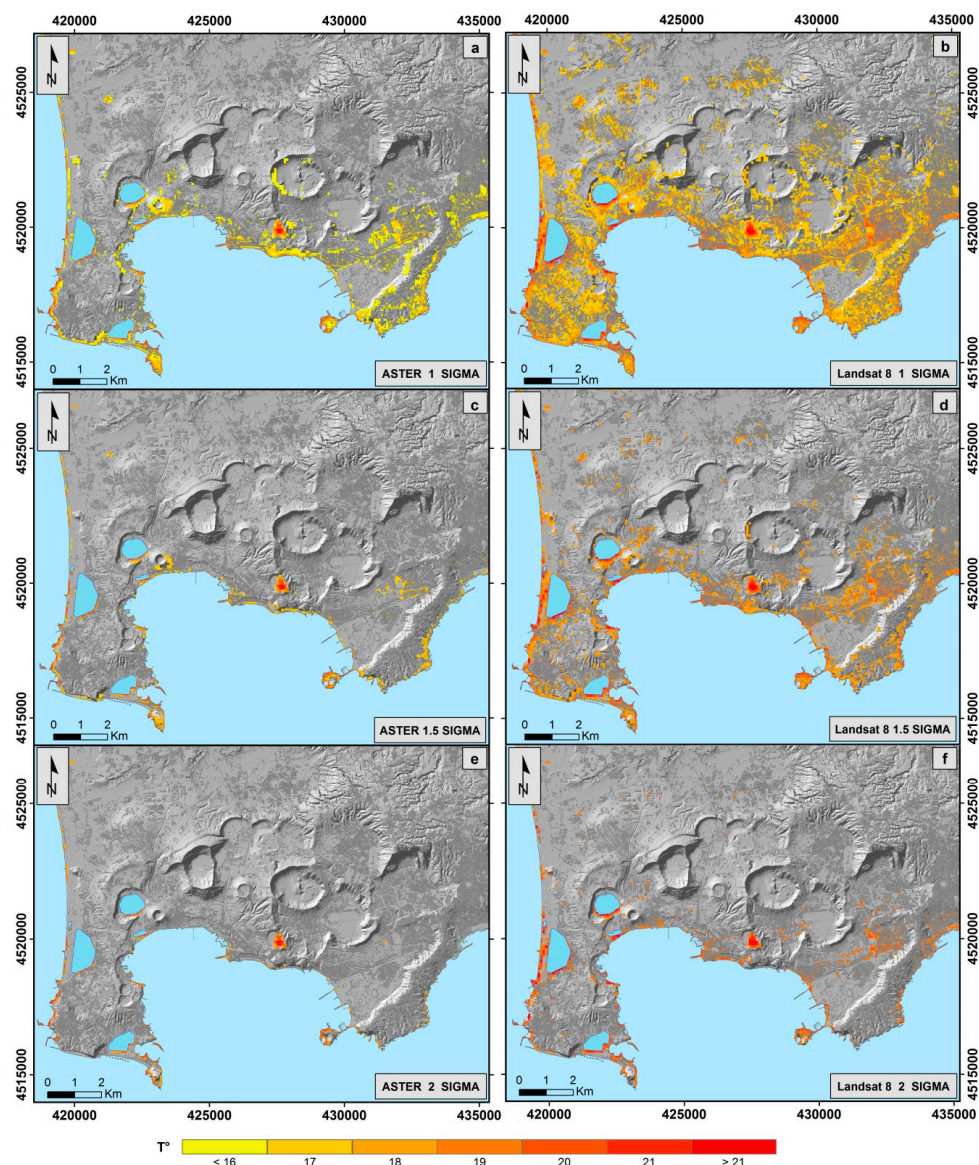 420000 425000 430000 435000 420000 425000 430000 435000
N
a
N
b
4525000
4520000
4515000
4525000
4520000
4515000
0 1 2
Km
ASTER 1 SIGMA
0 1 2
Km
Landsat 8 1 SIGMA
N
c
N
d
4525000
4520000
4515000
4525000
4520000
4515000
0 1 2
Km
ASTER 1.5 SIGMA
0 1 2
Km
Landsat 8 1.5 SIGMA
N
e
N
f
4525000
4520000
4515000
4525000
4520000
4515000
0 1 2
Km
ASTER 2 SIGMA
0 1 2
Km
Landsat 8 2 SIGMA
420000 425000 430000 435000 420000 425000 430000 435000
T°
< 16 17 18 19 20 21 > 21